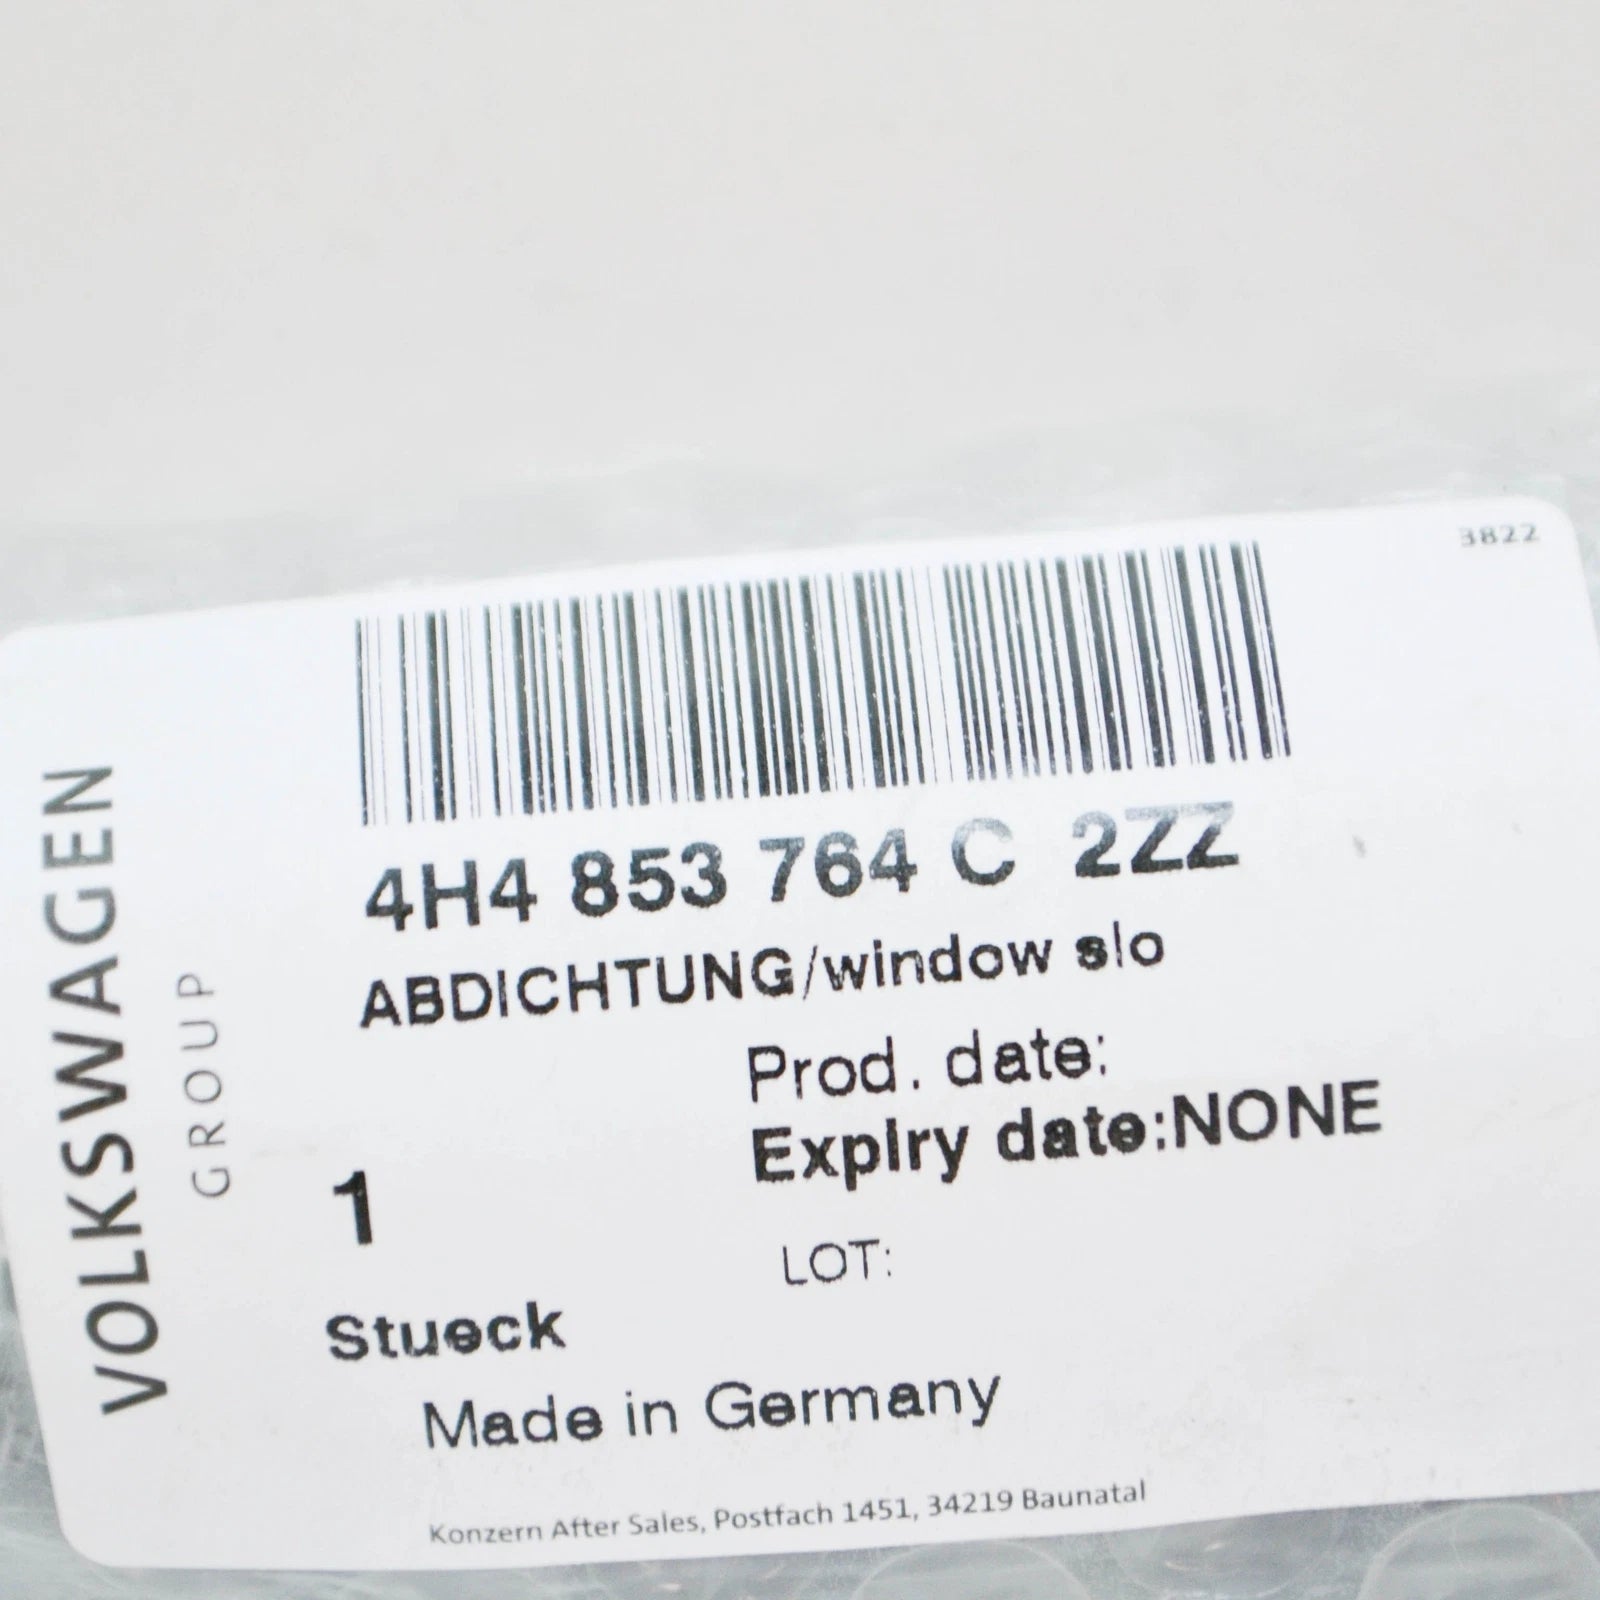 3822
4H4 853 764 C 2ZZ
ABDICHTUNG/window slo
Prod. date:
Expiry date:NONE
1
LOT:
Stueck
Made in Germany
Konzern After Sales, Postfach 1451, 34219 Baunatal
VOLKSWAGEN
GROUP